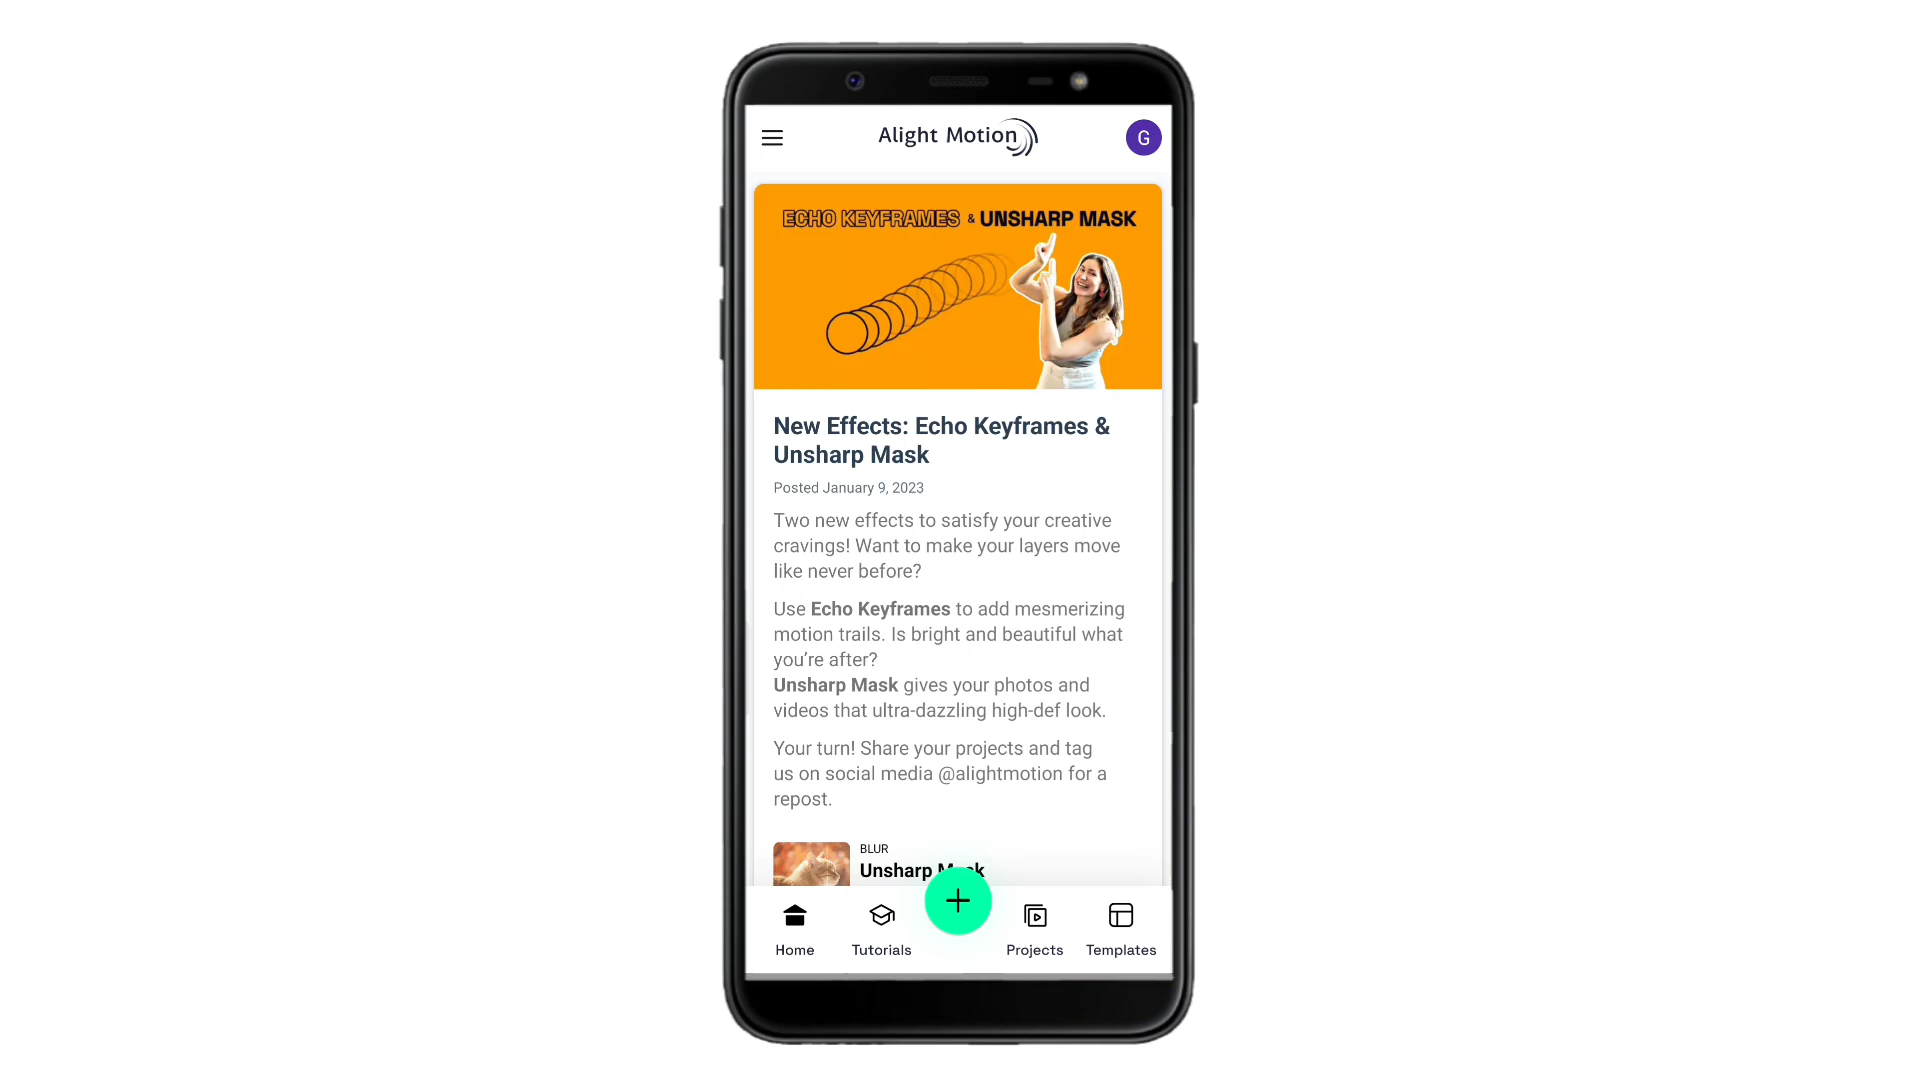 Alight Motion
G
ECHO KEYFRAMES & UNSHARP MASK
New Effects: Echo Keyframes &
Unsharp Mask
Posted January 9, 2023
Two new effects to satisfy your creative
cravings! Want to make your layers move
like never before?
Use Echo Keyframes to add mesmerizing
motion trails. Is bright and beautiful what
you’re after?
Unsharp Mask gives your photos and
videos that ultra-dazzling high-def look.
Your turn! Share your projects and tag
us on social media @alightmotion for a
repost.
BLUR
Unsharp Mask
Home
Tutorials
Projects
Templates